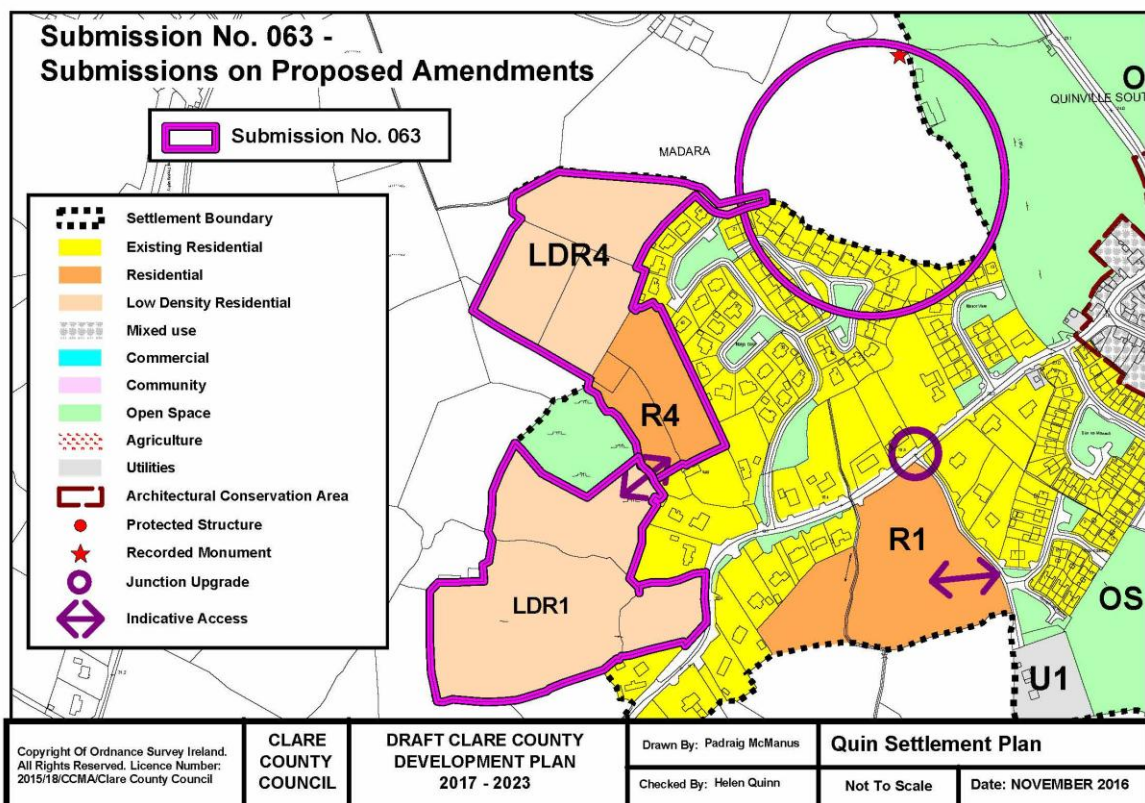 Submission No. 063 -
Submissions on Proposed Amendments
Submission No. 063
Settlement Boundary
Existing Residential
Residential
Low Density Residential
Mixed use
Commercial
Community
Open Space
Agriculture
Utilities
Architectural Conservation Area
Protected Structure
Recorded Monument
Junction Upgrade
Indicative Access
MADARA
QUINVILLE SOUT
O
LDR4
R4
LDR1
R1
OS
U1
Copyright Of Ordnance Survey Ireland.
All Rights Reserved. Licence Number:
2015/18/CCMA/Clare County Council
CLARE
COUNTY
COUNCIL
DRAFT CLARE COUNTY
DEVELOPMENT PLAN
2017 - 2023
Drawn By: Padraig McManus
Checked By: Helen Quinn
Quin Settlement Plan
Not To Scale
Date: NOVEMBER 2016